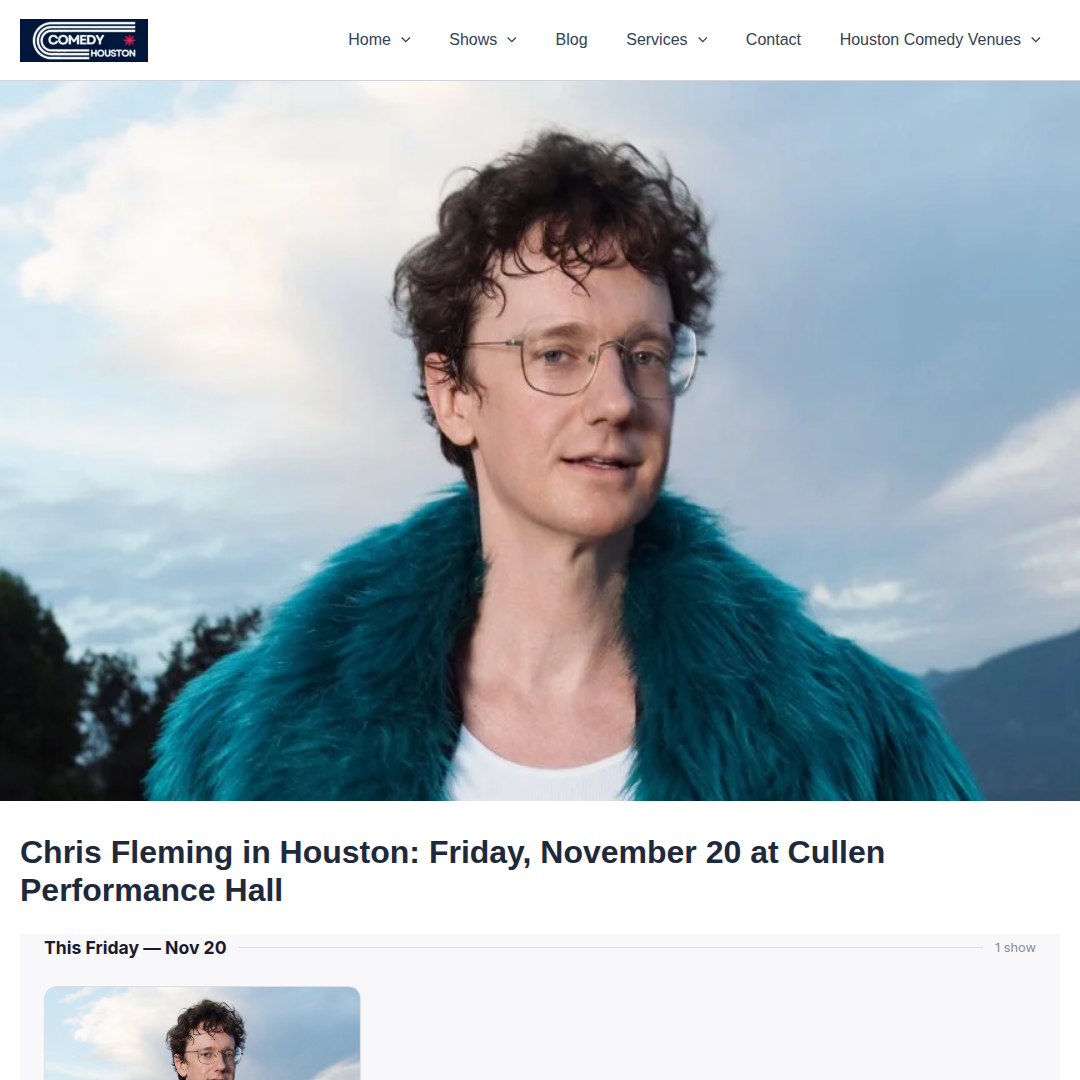 COMEDY
HOUSTON
Home
Shows
Blog
Services
Contact
Houston Comedy Venues
Chris Fleming in Houston: Friday, November 20 at Cullen
Performance Hall
This Friday — Nov 20
1 show